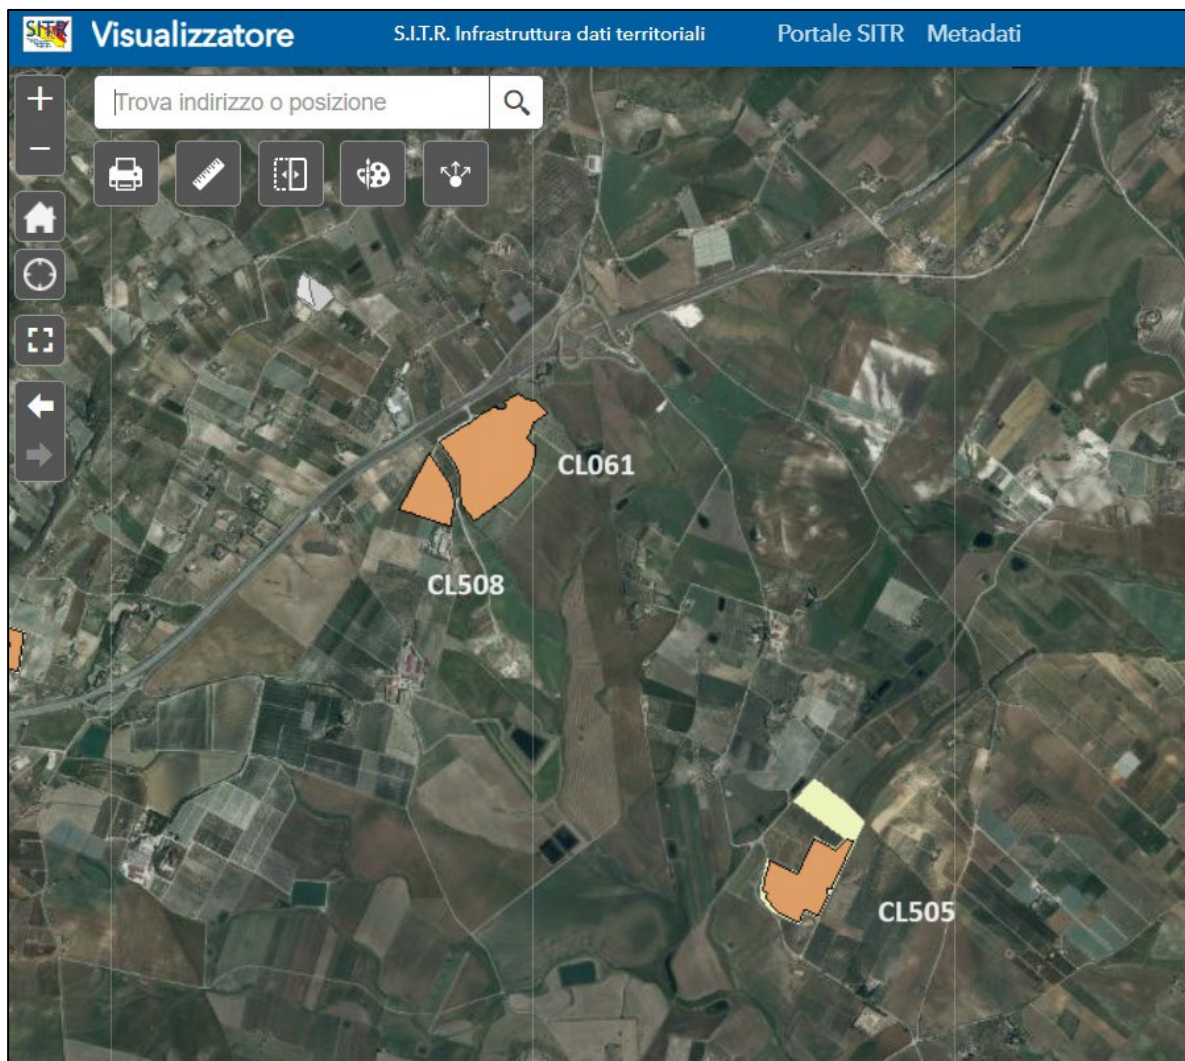 SITR
Visualizzatore
S.I.T.R. Infrastruttura dati territoriali
Portale SITR
Metadati
Trova indirizzo o posizione
CL061
CL508
CL505